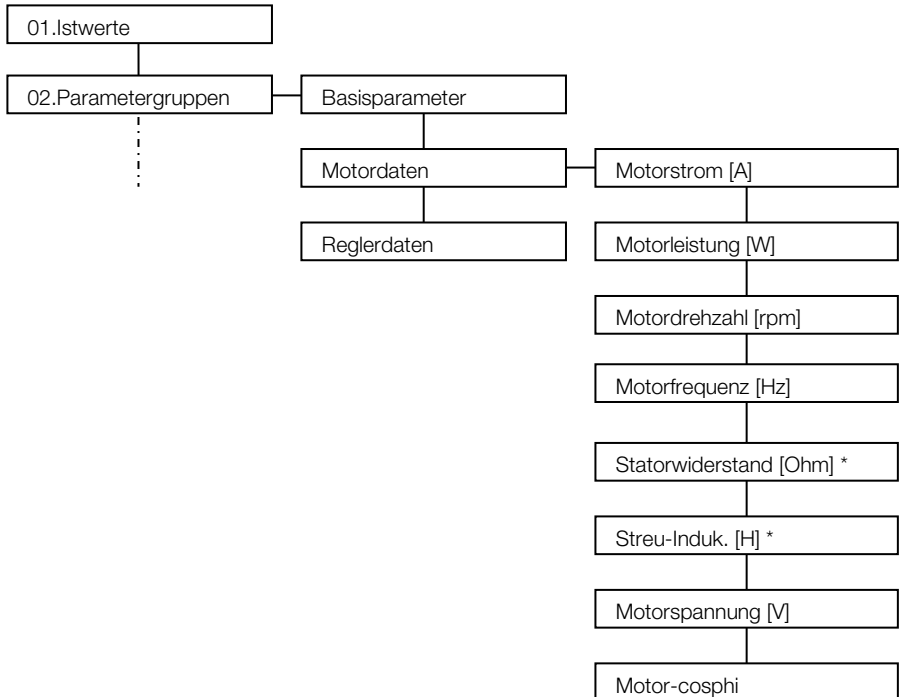 01.Istwerte
02.Parametergruppen
Basisparameter
Motordaten
Motorstrom [A]
Reglerdaten
Motorleistung [W]
Motordrehzahl [rpm]
Motorfrequenz [Hz]
Statorwiderstand [Ohm] *
Streu-Induk. [H] *
Motorspannung [V]
Motor-cosphi